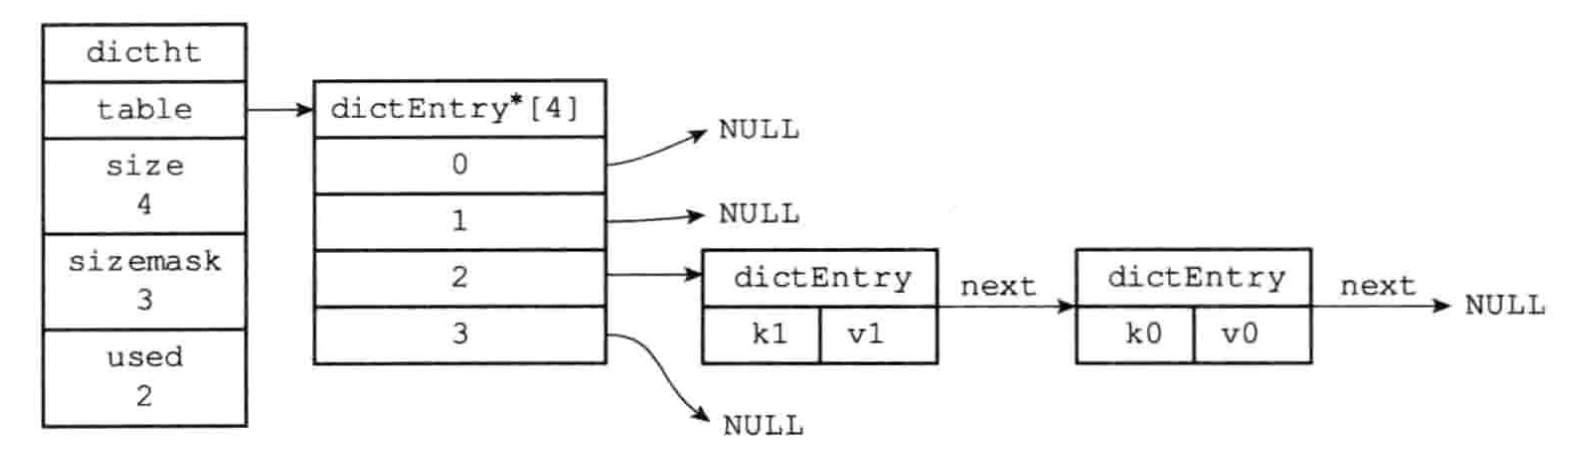 dictht
table
size
4
sizemask
3
used
2
dictEntry*[4]
0
1
2
3
NULL
NULL
dictEntry
k1 v1
next
dictEntry
k0 v0
next
NULL
NULL